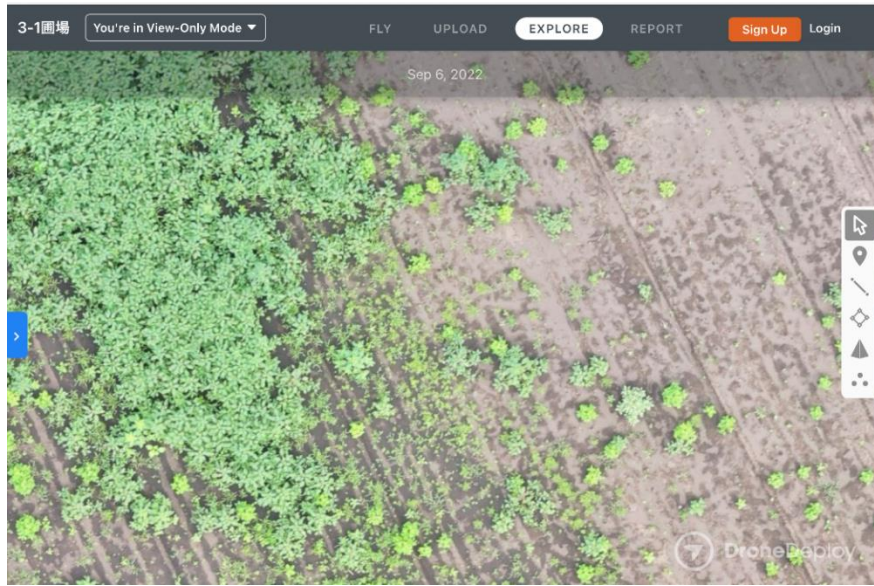 3-1圃場
You're in View-Only Mode
FLY
UPLOAD
EXPLORE
REPORT
Sign Up
Login
Sep 6, 2022
DroneDeploy